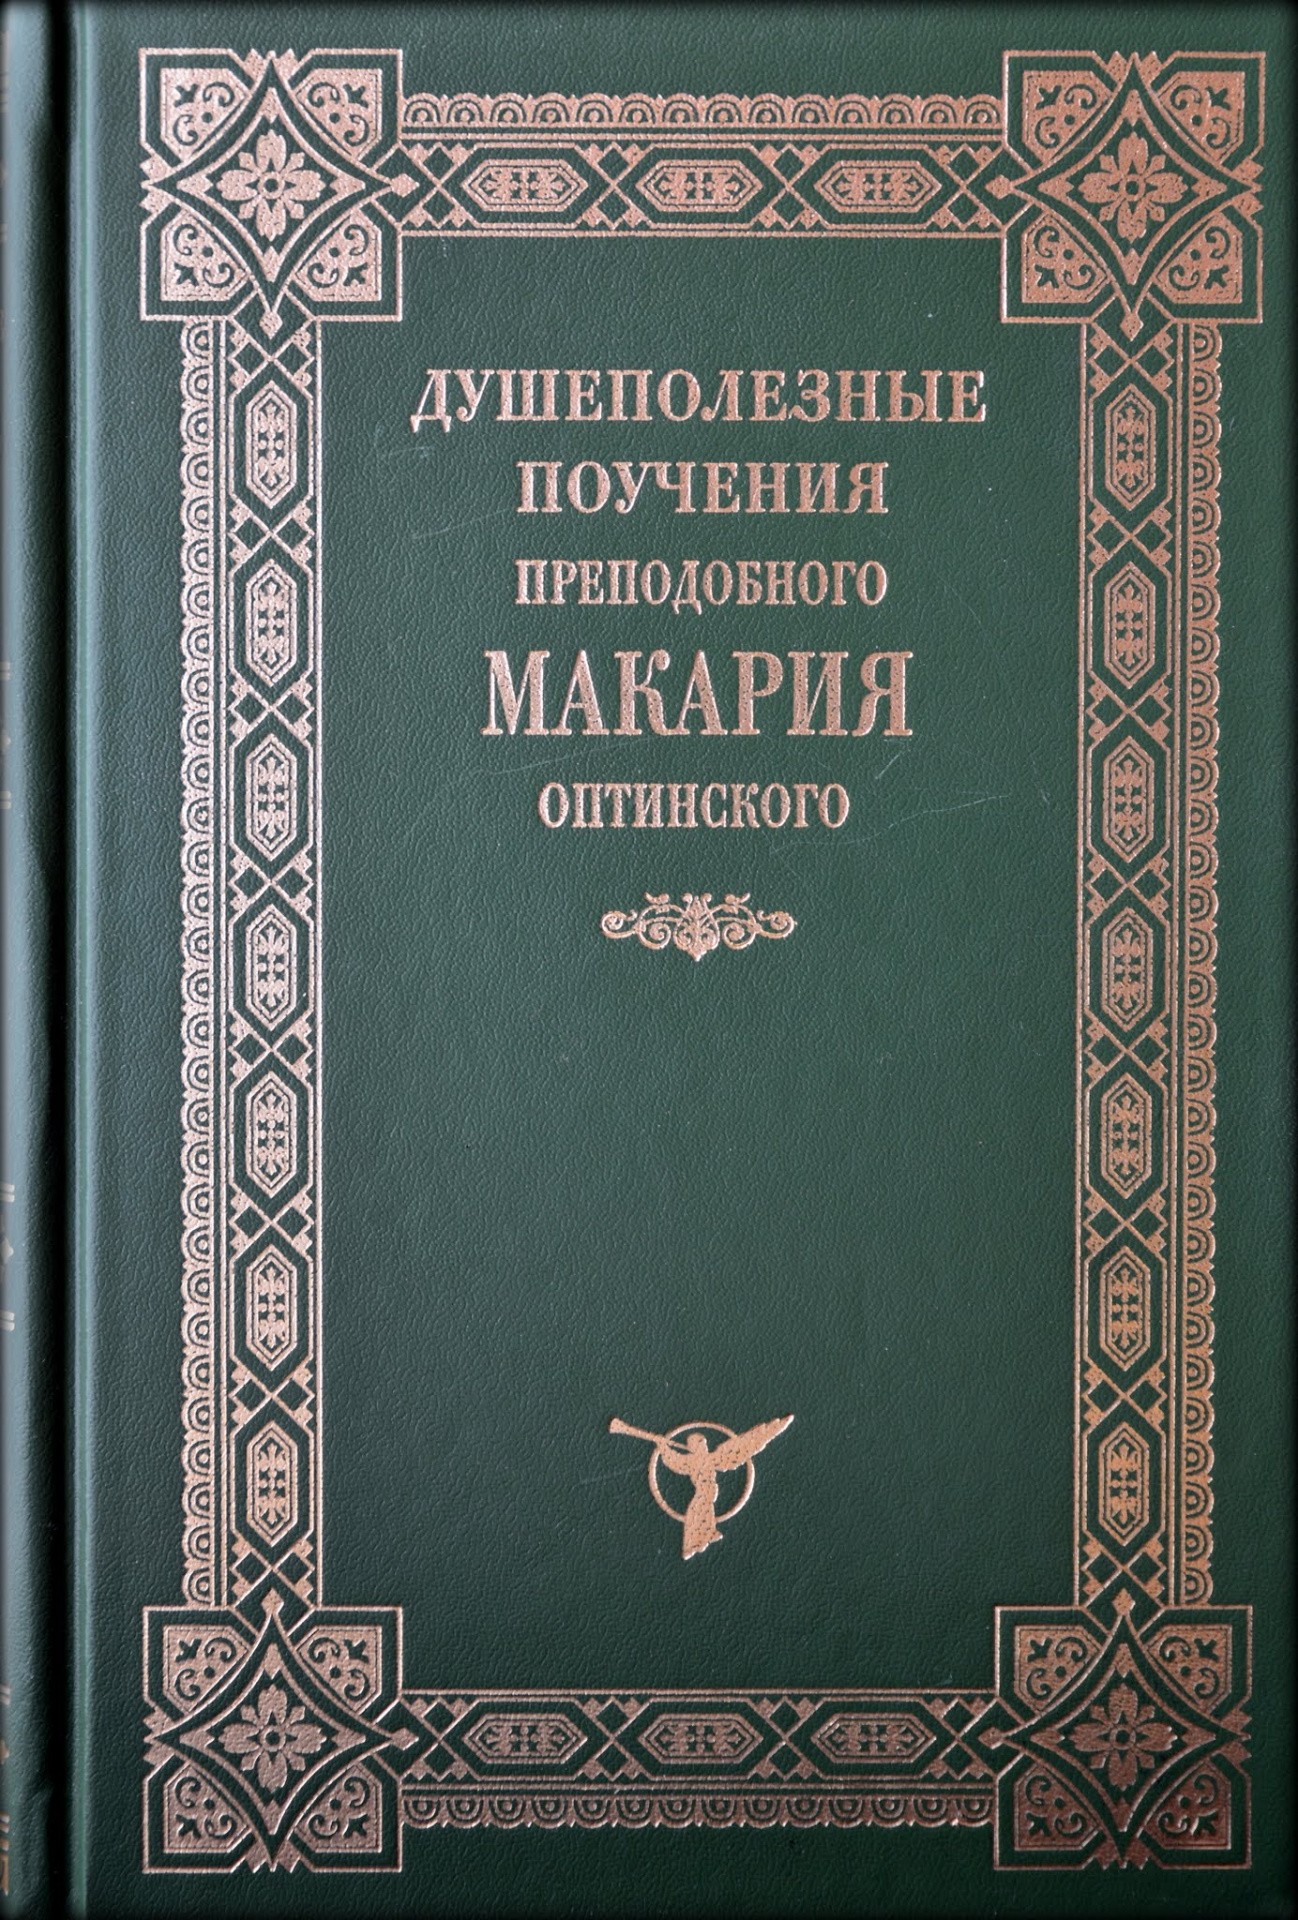 ДУШЕПОЛЕЗНЫЕ
ПОУЧЕНИЯ
ПРЕПОДОБНОГО
МАКАРИЯ
ОПТИНСКОГО